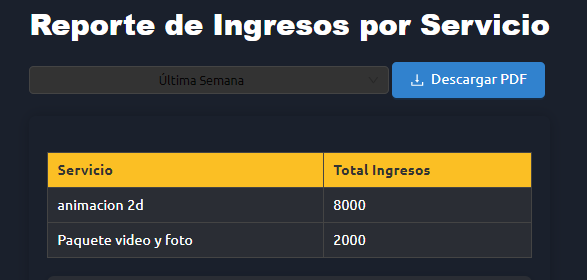 Reporte de Ingresos por Servicio
Última Semana
Descargar PDF
Servicio Total Ingresos
animacion 2d 8000
Paquete video y foto 2000